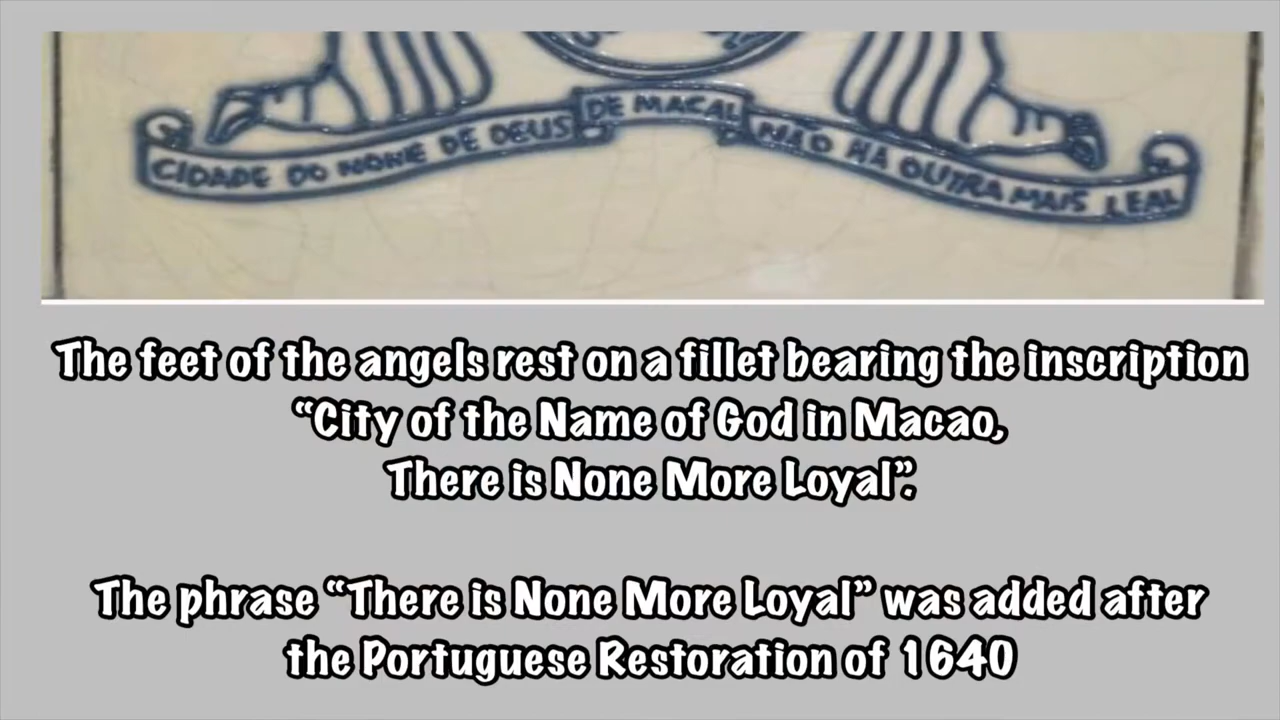 CIDADE DO NOME DE DEUS DE MACAU NÃO HA OUTRA MAIS LEAL
The feet of the angels rest on a fillet bearing the inscription
“City of the Name of God in Macao,
There is None More Loyal”.
The phrase “There is None More Loyal” was added after
the Portuguese Restoration of 1640